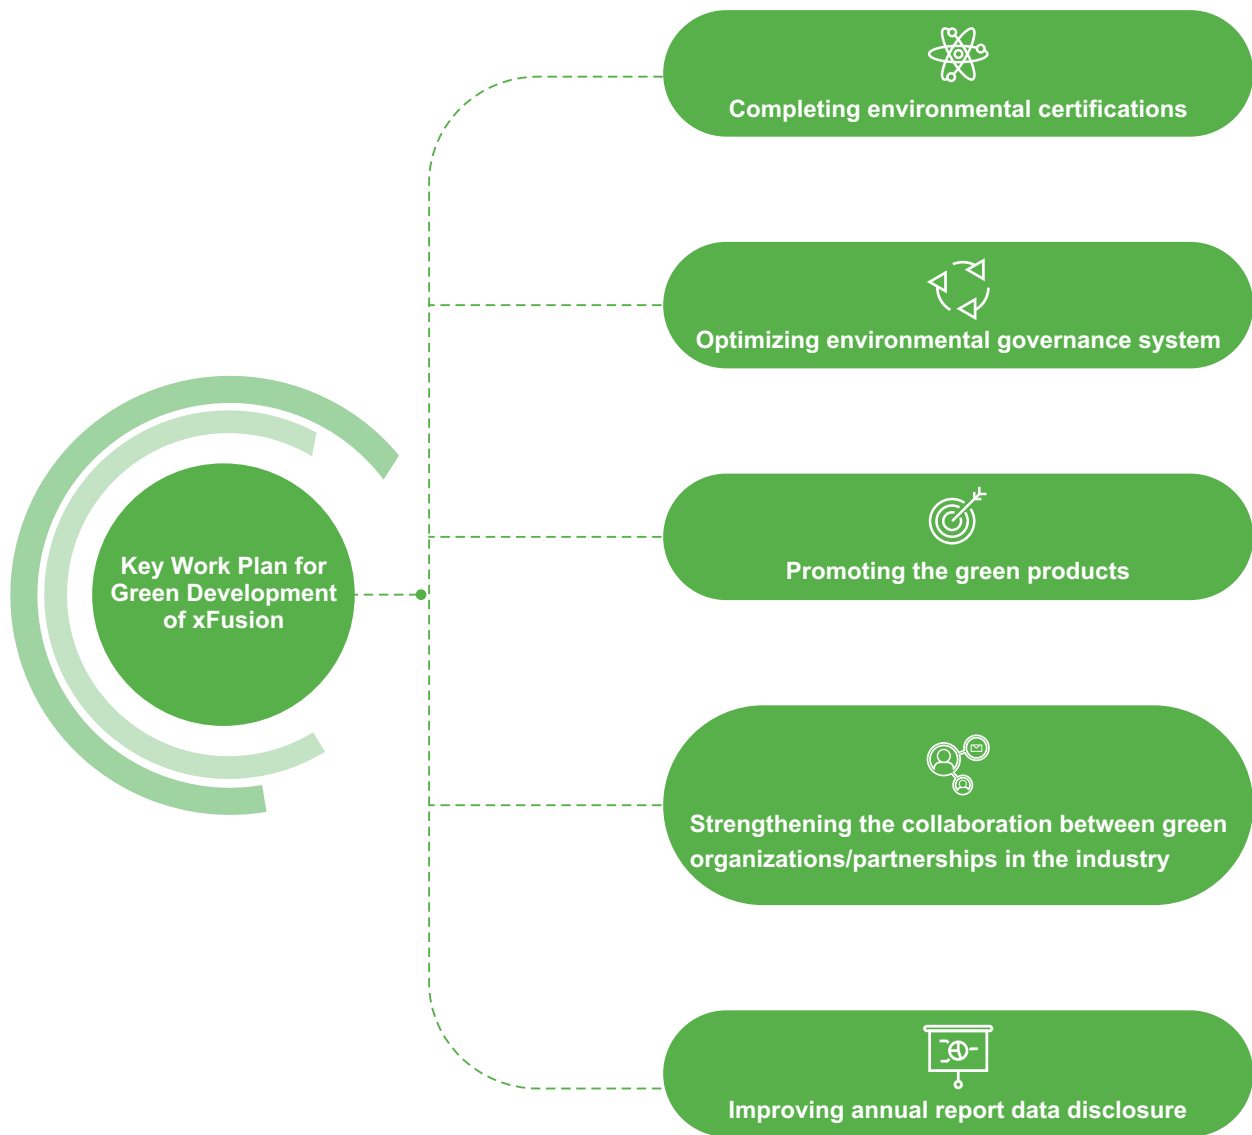 Completing environmental certifications
Optimizing environmental governance system
Key Work Plan for
Green Development
of xFusion
Promoting the green products
Strengthening the collaboration between green
organizations/partnerships in the industry
Improving annual report data disclosure